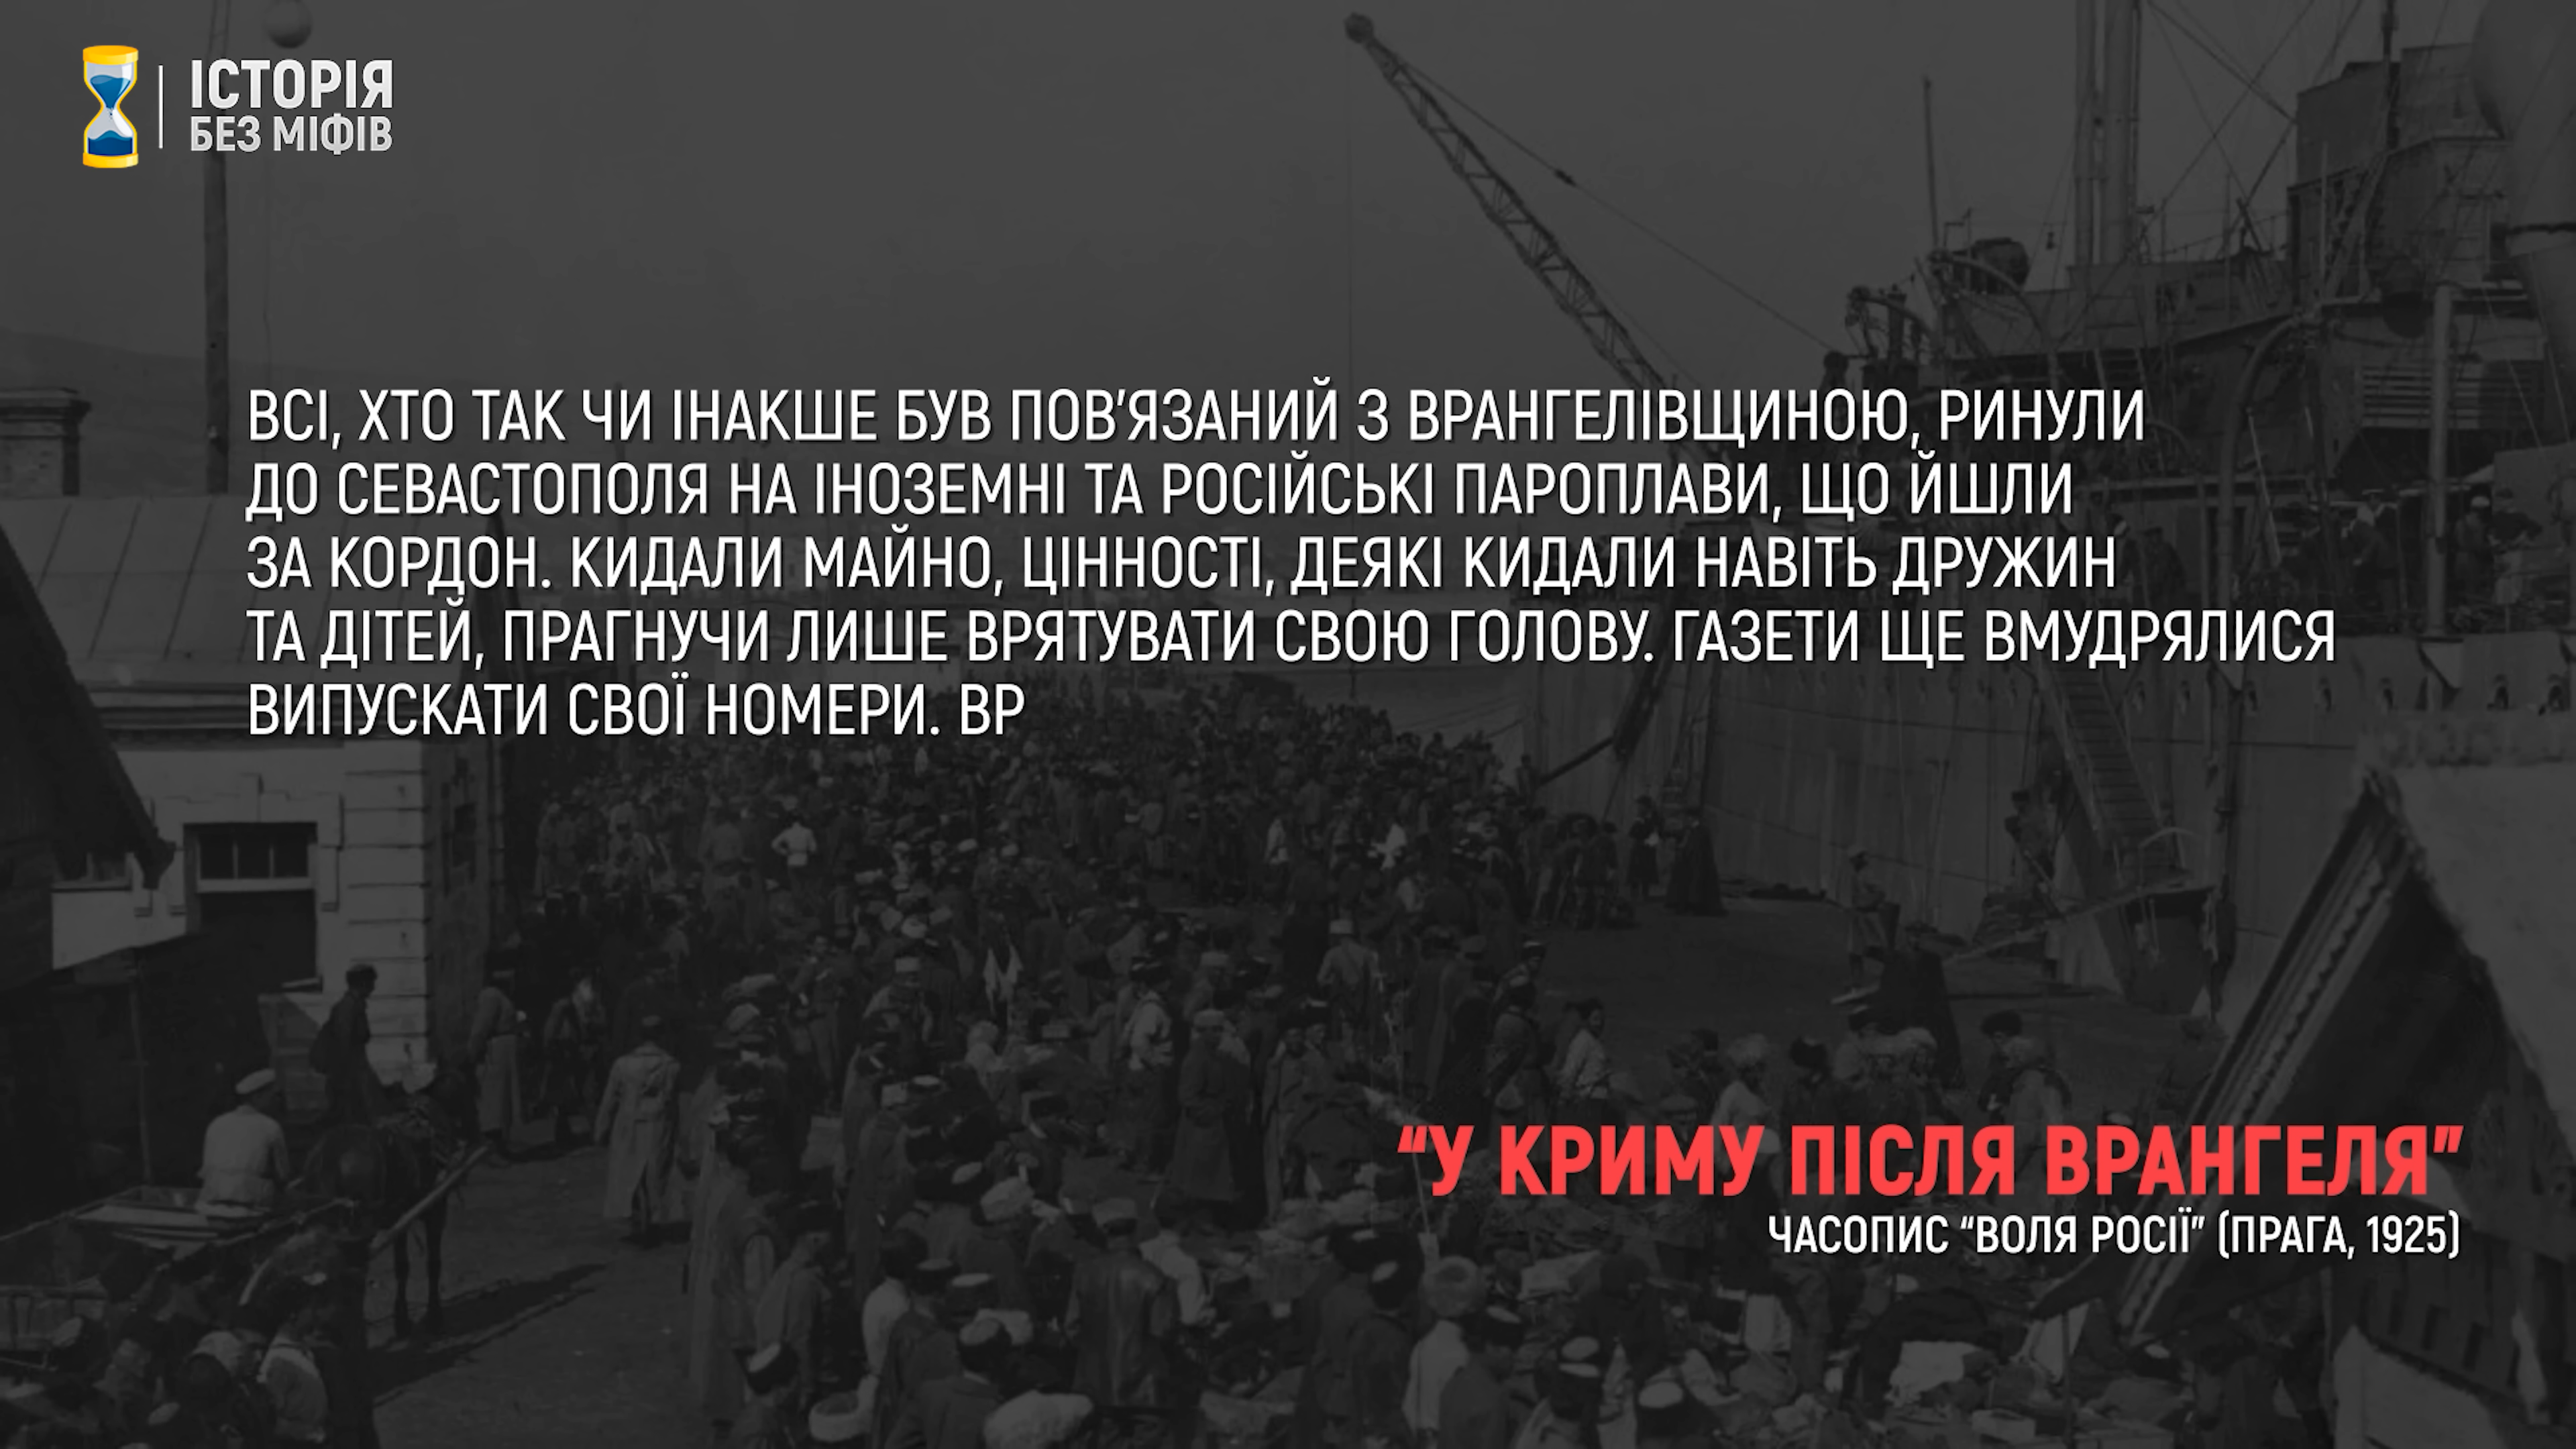 ІСТОРІЯ
БЕЗ МІФІВ
ВСІ, ХТО ТАК ЧИ ІНАКШЕ БУВ ПОВ'ЯЗАНИЙ З ВРАНГЕЛІВЩИНОЮ, РИНУЛИ
ДО СЕВАСТОПОЛЯ НА ІНОЗЕМНІ ТА РОСІЙСЬКІ ПАРОПЛАВИ, ЩО ЙШЛИ
ЗА КОРДОН. КИДАЛИ МАЙНО, ЦІННОСТІ, ДЕЯКІ КИДАЛИ НАВІТЬ ДРУЖИН
ТА ДІТЕЙ, ПРАГНУЧИ ЛИШЕ ВРЯТУВАТИ СВОЮ ГОЛОВУ. ГАЗЕТИ ЩЕ ВМУДРЯЛИСЯ
ВИПУСКАТИ СВОЇ НОМЕРИ. ВР
“У КРИМУ ПІСЛЯ ВРАНГЕЛЯ”
ЧАСОПИС “ВОЛЯ РОСІЇ” (ПРАГА, 1925)